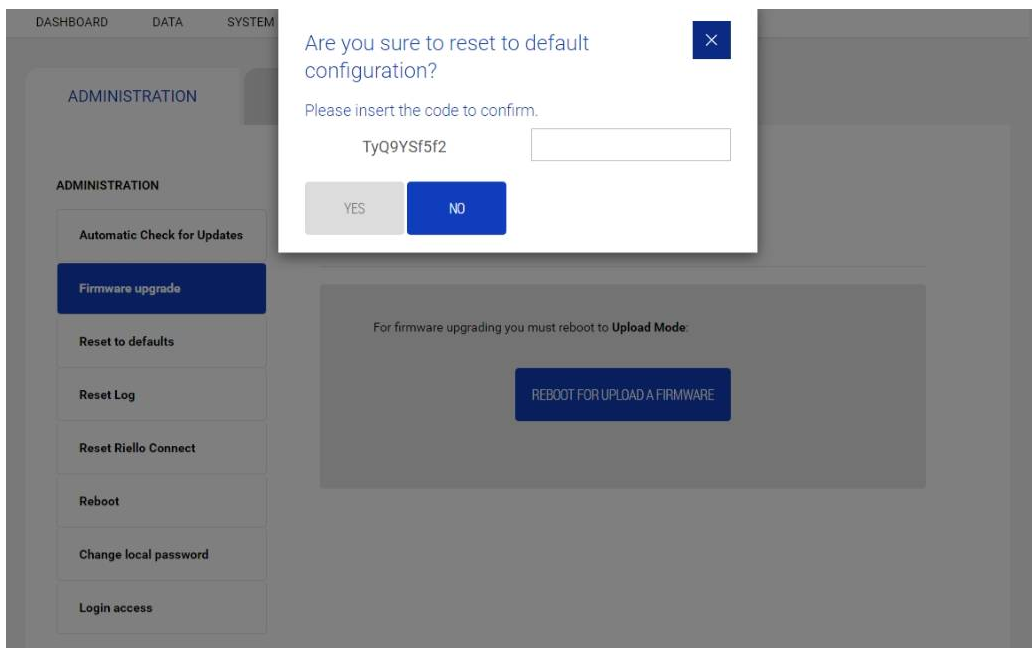 DASHBOARD DATA SYSTEM
Are you sure to reset to default
configuration?
Please insert the code to confirm.
TyQ9YSf5f2
YES NO
ADMINISTRATION
ADMINISTRATION
Automatic Check for Updates
Firmware upgrade
Reset to defaults
Reset Log
Reset Riello Connect
Reboot
Change local password
Login access
For firmware upgrading you must reboot to Upload Mode:
REBOOT FOR UPLOAD A FIRMWARE